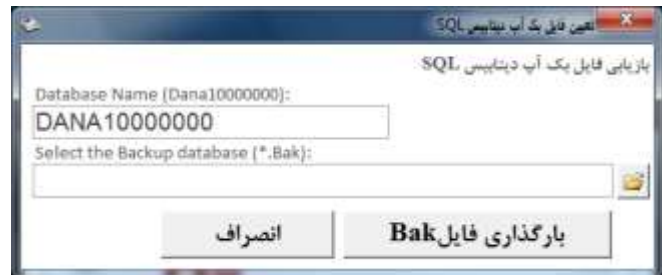 تعیین فایل بک آپ دیتابیس SQL
بازیابی فایل بک آپ دیتابیس SQL
Database Name (Dana10000000):
DANA10000000
Select the Backup database (*.Bak):
بارگذاری فایلBak
انصراف